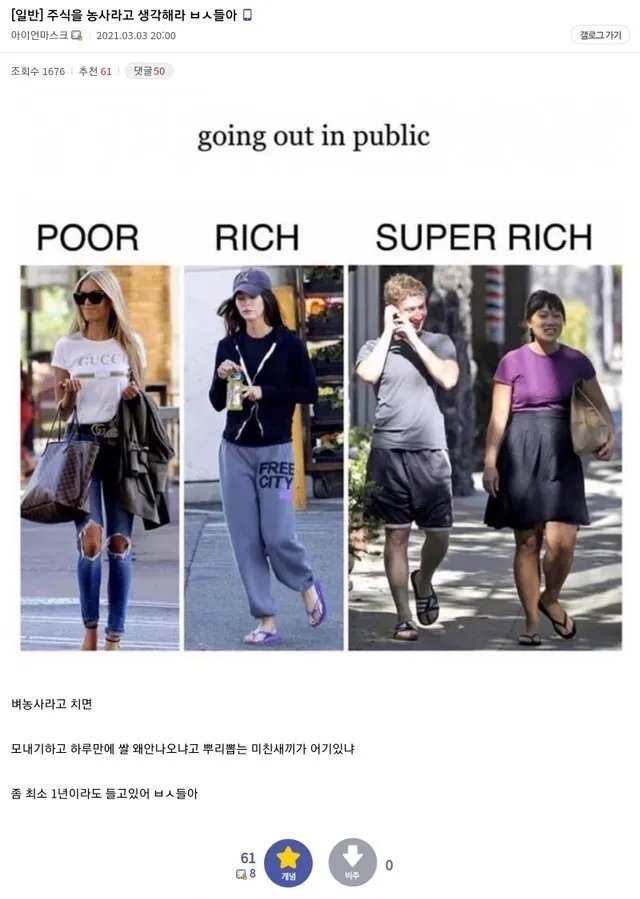 [일반] 주식을 농사라고 생각해라 ㅂㅅ들아
아이언마스크 2021.03.03 20:00 갤로그 가기
조회수 1676 추천 61 댓글 50
going out in public
POOR RICH SUPER RICH
GUCCI
FREE
CITY
벼농사라고 치면
모내기하고 하루만에 쌀 왜안나오냐고 뿌리뽑는 미친새끼가 어기있냐
좀 최소 1년이라도 들고있어 ㅂㅅ들아
61
8
개념
비추
0